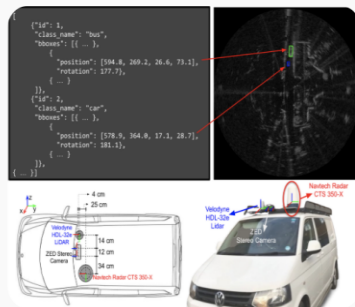 [
{"id": 1,
"class_name": "bus",
"bboxes": [{ … },
{
"position": [594.8, 269.2, 26.6, 73.1],
"rotation": 177.7},
{ … }
]},
{"id": 2,
"class_name": "car",
"bboxes": [{ … },
{
"position": [578.9, 364.0, 17.1, 28.7],
"rotation": 181.1},
{ … }
]},
{ … }]
4 cm
25 cm
Velodyne
HDL-32e
LiDAR
ZED Stereo
Camera
14 cm
12 cm
34 cm
Navtech Radar CTS 350-X
Navtech Radar
CTS 350-X
Velodyne
HDL-32e
Lidar
ZED
Stereo Camera